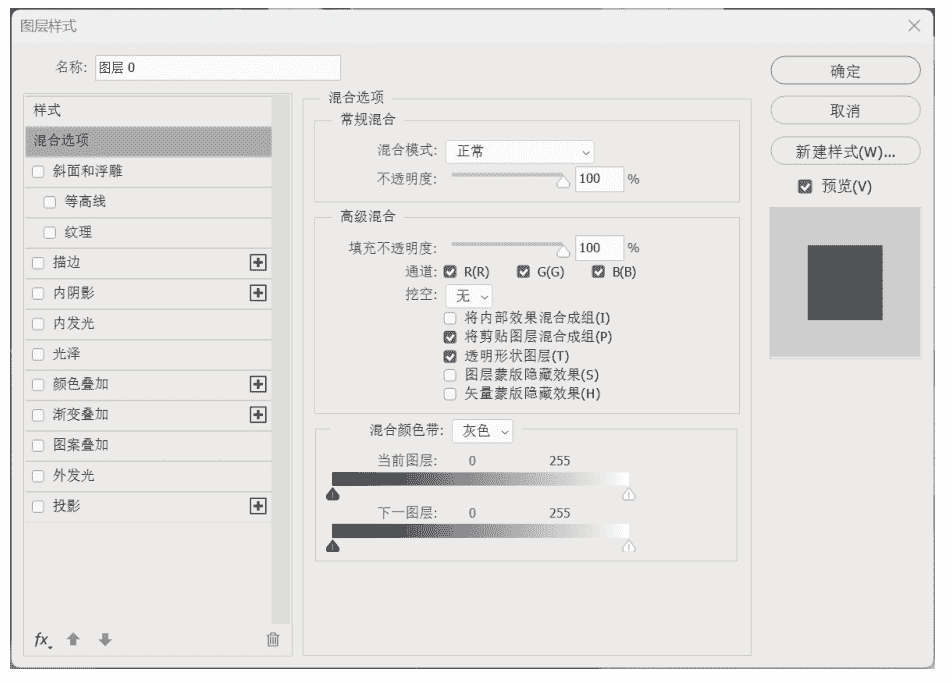 图层样式
名称: 图层 0
样式
混合选项
斜面和浮雕
等高线
纹理
描边
内阴影
内发光
光泽
颜色叠加
渐变叠加
图案叠加
外发光
投影
fx
混合选项
常规混合
混合模式: 正常
不透明度: 100 %
高级混合
填充不透明度: 100 %
通道: R(R) G(G) B(B)
挖空: 无
将内部效果混合成组(I)
将剪贴图层混合成组(P)
透明形状图层(T)
图层蒙版隐藏效果(S)
矢量蒙版隐藏效果(H)
混合颜色带: 灰色
当前图层: 0 255
下一图层: 0 255
确定
取消
新建样式(W)...
预览(V)